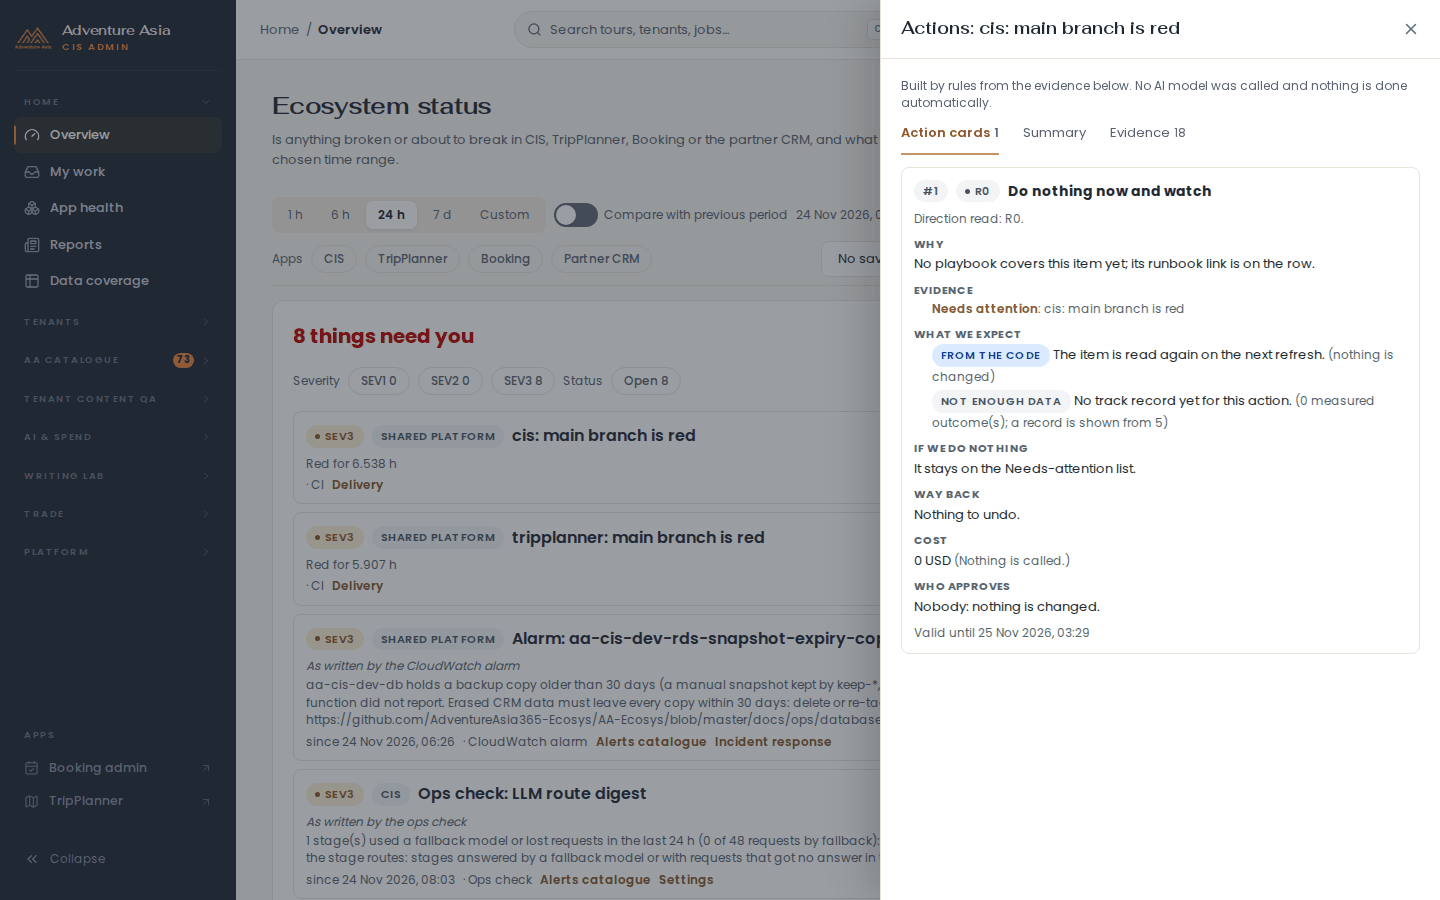 Adventure Asia
CIS ADMIN
HOME
Overview
My work
App health
Reports
Data coverage
TENANTS
AA CATALOGUE 73
TENANT CONTENT QA
AI & SPEND
WRITING LAB
TRADE
PLATFORM
APPS
Booking admin
TripPlanner
Collapse
Home / Overview
Search tours, tenants, jobs...
Ecosystem status
Is anything broken or about to break in CIS, TripPlanner, Booking or the partner CRM, and what
chosen time range.
1 h 6 h 24 h 7 d Custom Compare with previous period 24 Nov 2026, 0
Apps CIS TripPlanner Booking Partner CRM No sav
8 things need you
Severity SEV1 0 SEV2 0 SEV3 8 Status Open 8
SEV3 SHARED PLATFORM cis: main branch is red
Red for 6.538 h
· CI Delivery
SEV3 SHARED PLATFORM tripplanner: main branch is red
Red for 5.907 h
· CI Delivery
SEV3 SHARED PLATFORM Alarm: aa-cis-dev-rds-snapshot-expiry-cop
As written by the CloudWatch alarm
aa-cis-dev-db holds a backup copy older than 30 days (a manual snapshot kept by keep-*,
function did not report. Erased CRM data must leave every copy within 30 days: delete or re-ta
https://github.com/AdventureAsia365-Ecosys/AA-Ecosys/blob/master/docs/ops/database
since 24 Nov 2026, 06:26 · CloudWatch alarm Alerts catalogue Incident response
SEV3 CIS Ops check: LLM route digest
As written by the ops check
1 stage(s) used a fallback model or lost requests in the last 24 h (0 of 48 requests by fallback):
the stage routes: stages answered by a fallback model or with requests that got no answer in
since 24 Nov 2026, 08:03 · Ops check Alerts catalogue Settings
Actions: cis: main branch is red
Built by rules from the evidence below. No AI model was called and nothing is done
automatically.
Action cards 1 Summary Evidence 18
#1 R0 Do nothing now and watch
Direction read: R0.
WHY
No playbook covers this item yet; its runbook link is on the row.
EVIDENCE
Needs attention: cis: main branch is red
WHAT WE EXPECT
FROM THE CODE The item is read again on the next refresh. (nothing is
changed)
NOT ENOUGH DATA No track record yet for this action. (0 measured
outcome(s); a record is shown from 5)
IF WE DO NOTHING
It stays on the Needs-attention list.
WAY BACK
Nothing to undo.
COST
0 USD (Nothing is called.)
WHO APPROVES
Nobody: nothing is changed.
Valid until 25 Nov 2026, 03:29